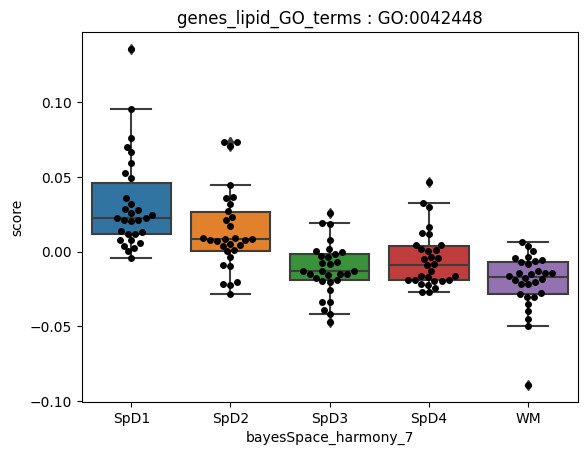 genes_lipid_GO_terms : GO:0042448
0.10
0.05
0.00
−0.05
−0.10
score
SpD1 SpD2 SpD3 SpD4 WM
bayesSpace_harmony_7